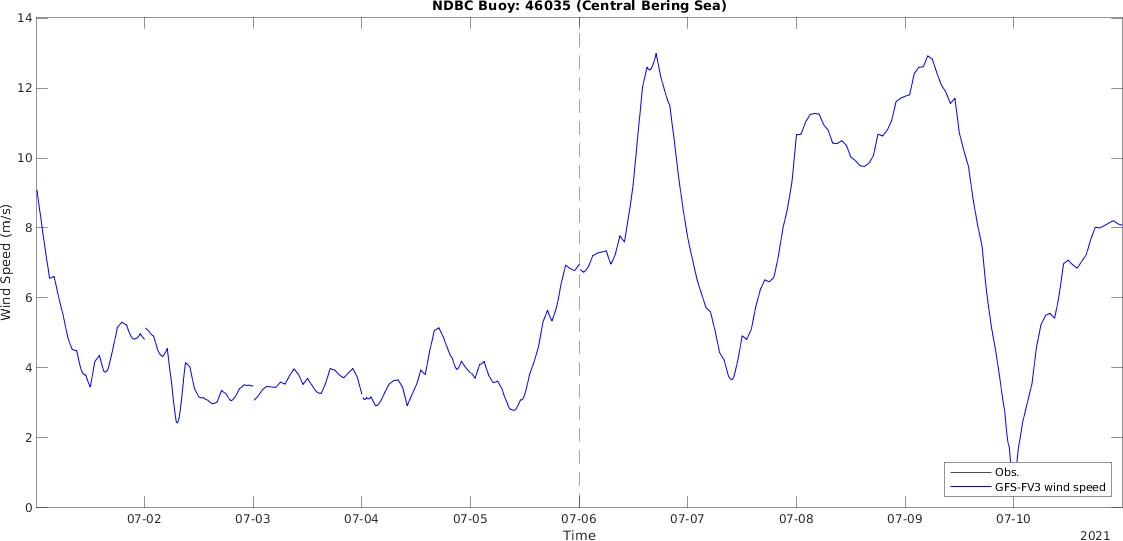 NDBC Buoy: 46035 (Central Bering Sea)
14
12
10
8
6
4
2
0
Wind Speed (m/s)
07-02 07-03 07-04 07-05 07-06 07-07 07-08 07-09 07-10
Time
2021
Obs.
GFS-FV3 wind speed